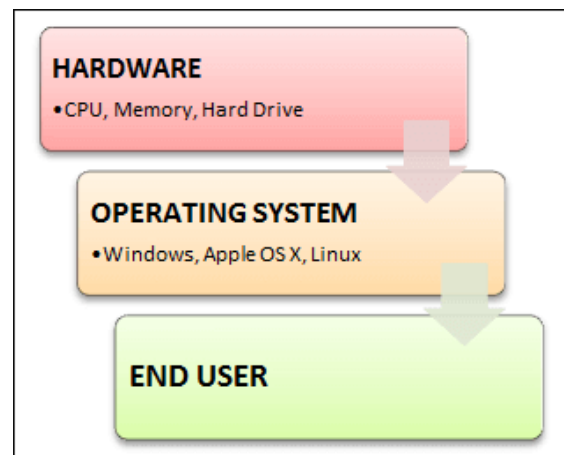 HARDWARE
•CPU, Memory, Hard Drive
OPERATING SYSTEM
•Windows, Apple OS X, Linux
END USER